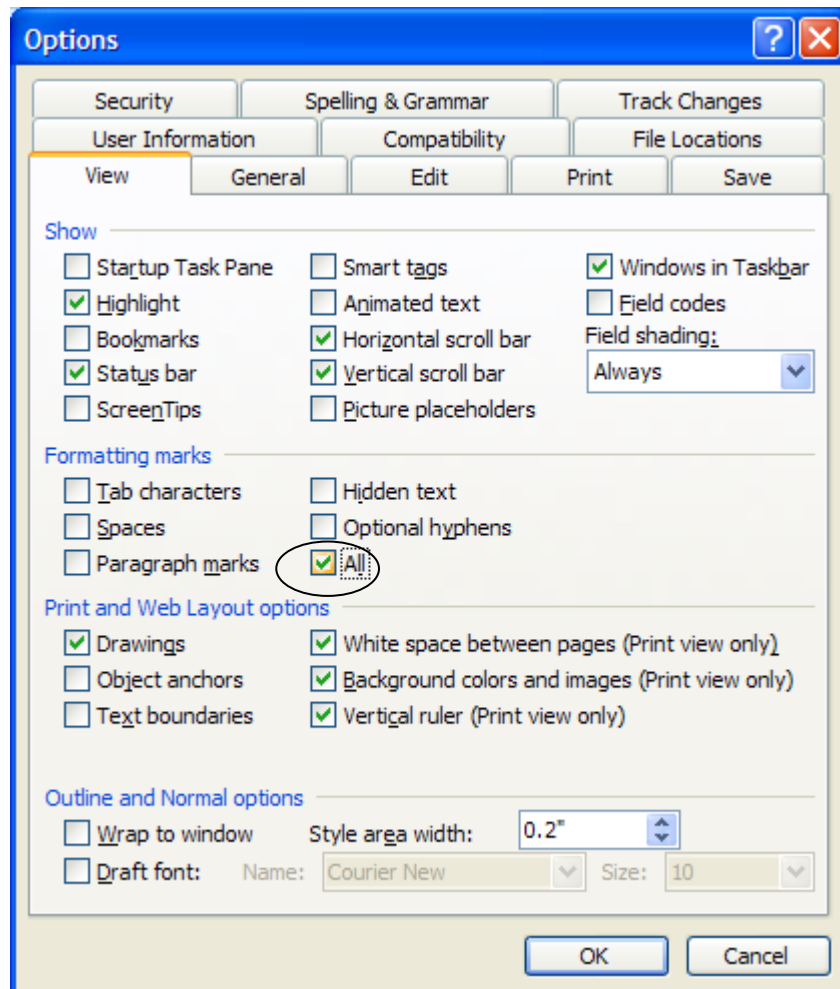 Options
Security Spelling & Grammar Track Changes
User Information Compatibility File Locations
View General Edit Print Save
Show
Startup Task Pane Smart tags Windows in Taskbar
Highlight Animated text Field codes
Bookmarks Horizontal scroll bar Field shading:
Status bar Vertical scroll bar Always
ScreenTips Picture placeholders
Formatting marks
Tab characters Hidden text
Spaces Optional hyphens
Paragraph marks All
Print and Web Layout options
Drawings White space between pages (Print view only)
Object anchors Background colors and images (Print view only)
Text boundaries Vertical ruler (Print view only)
Outline and Normal options
Wrap to window Style area width: 0.2"
Draft font: Name: Courier New Size: 10
OK Cancel